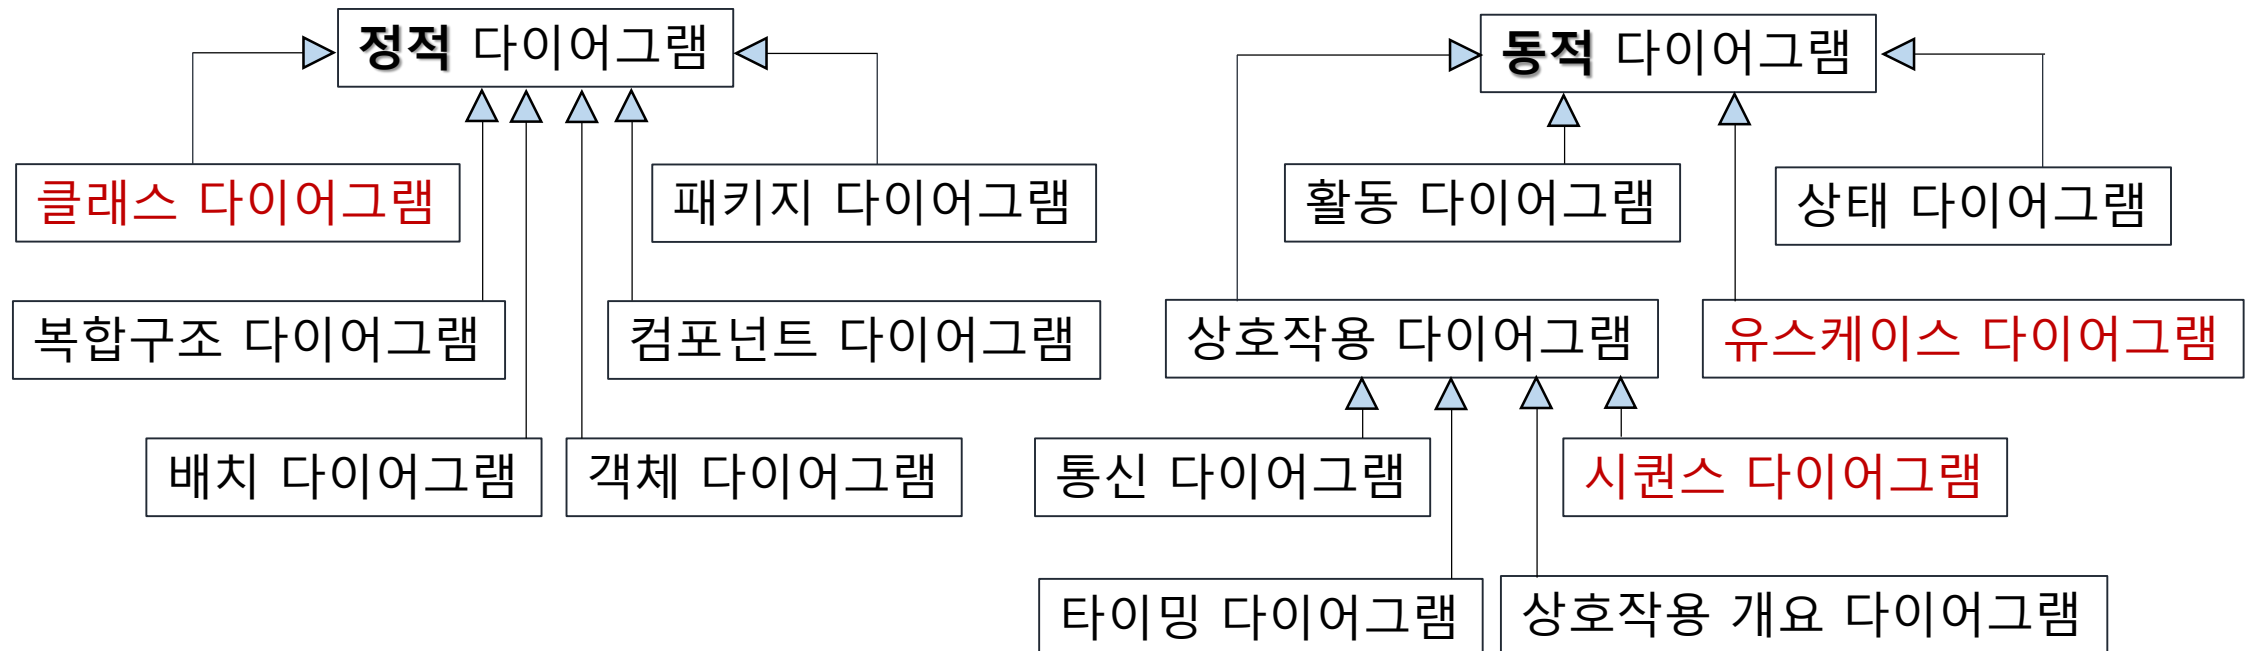 정적 다이어그램
클래스 다이어그램
패키지 다이어그램
복합구조 다이어그램
컴포넌트 다이어그램
배치 다이어그램
객체 다이어그램
동적 다이어그램
활동 다이어그램
상태 다이어그램
상호작용 다이어그램
유스케이스 다이어그램
통신 다이어그램
시퀀스 다이어그램
타이밍 다이어그램
상호작용 개요 다이어그램